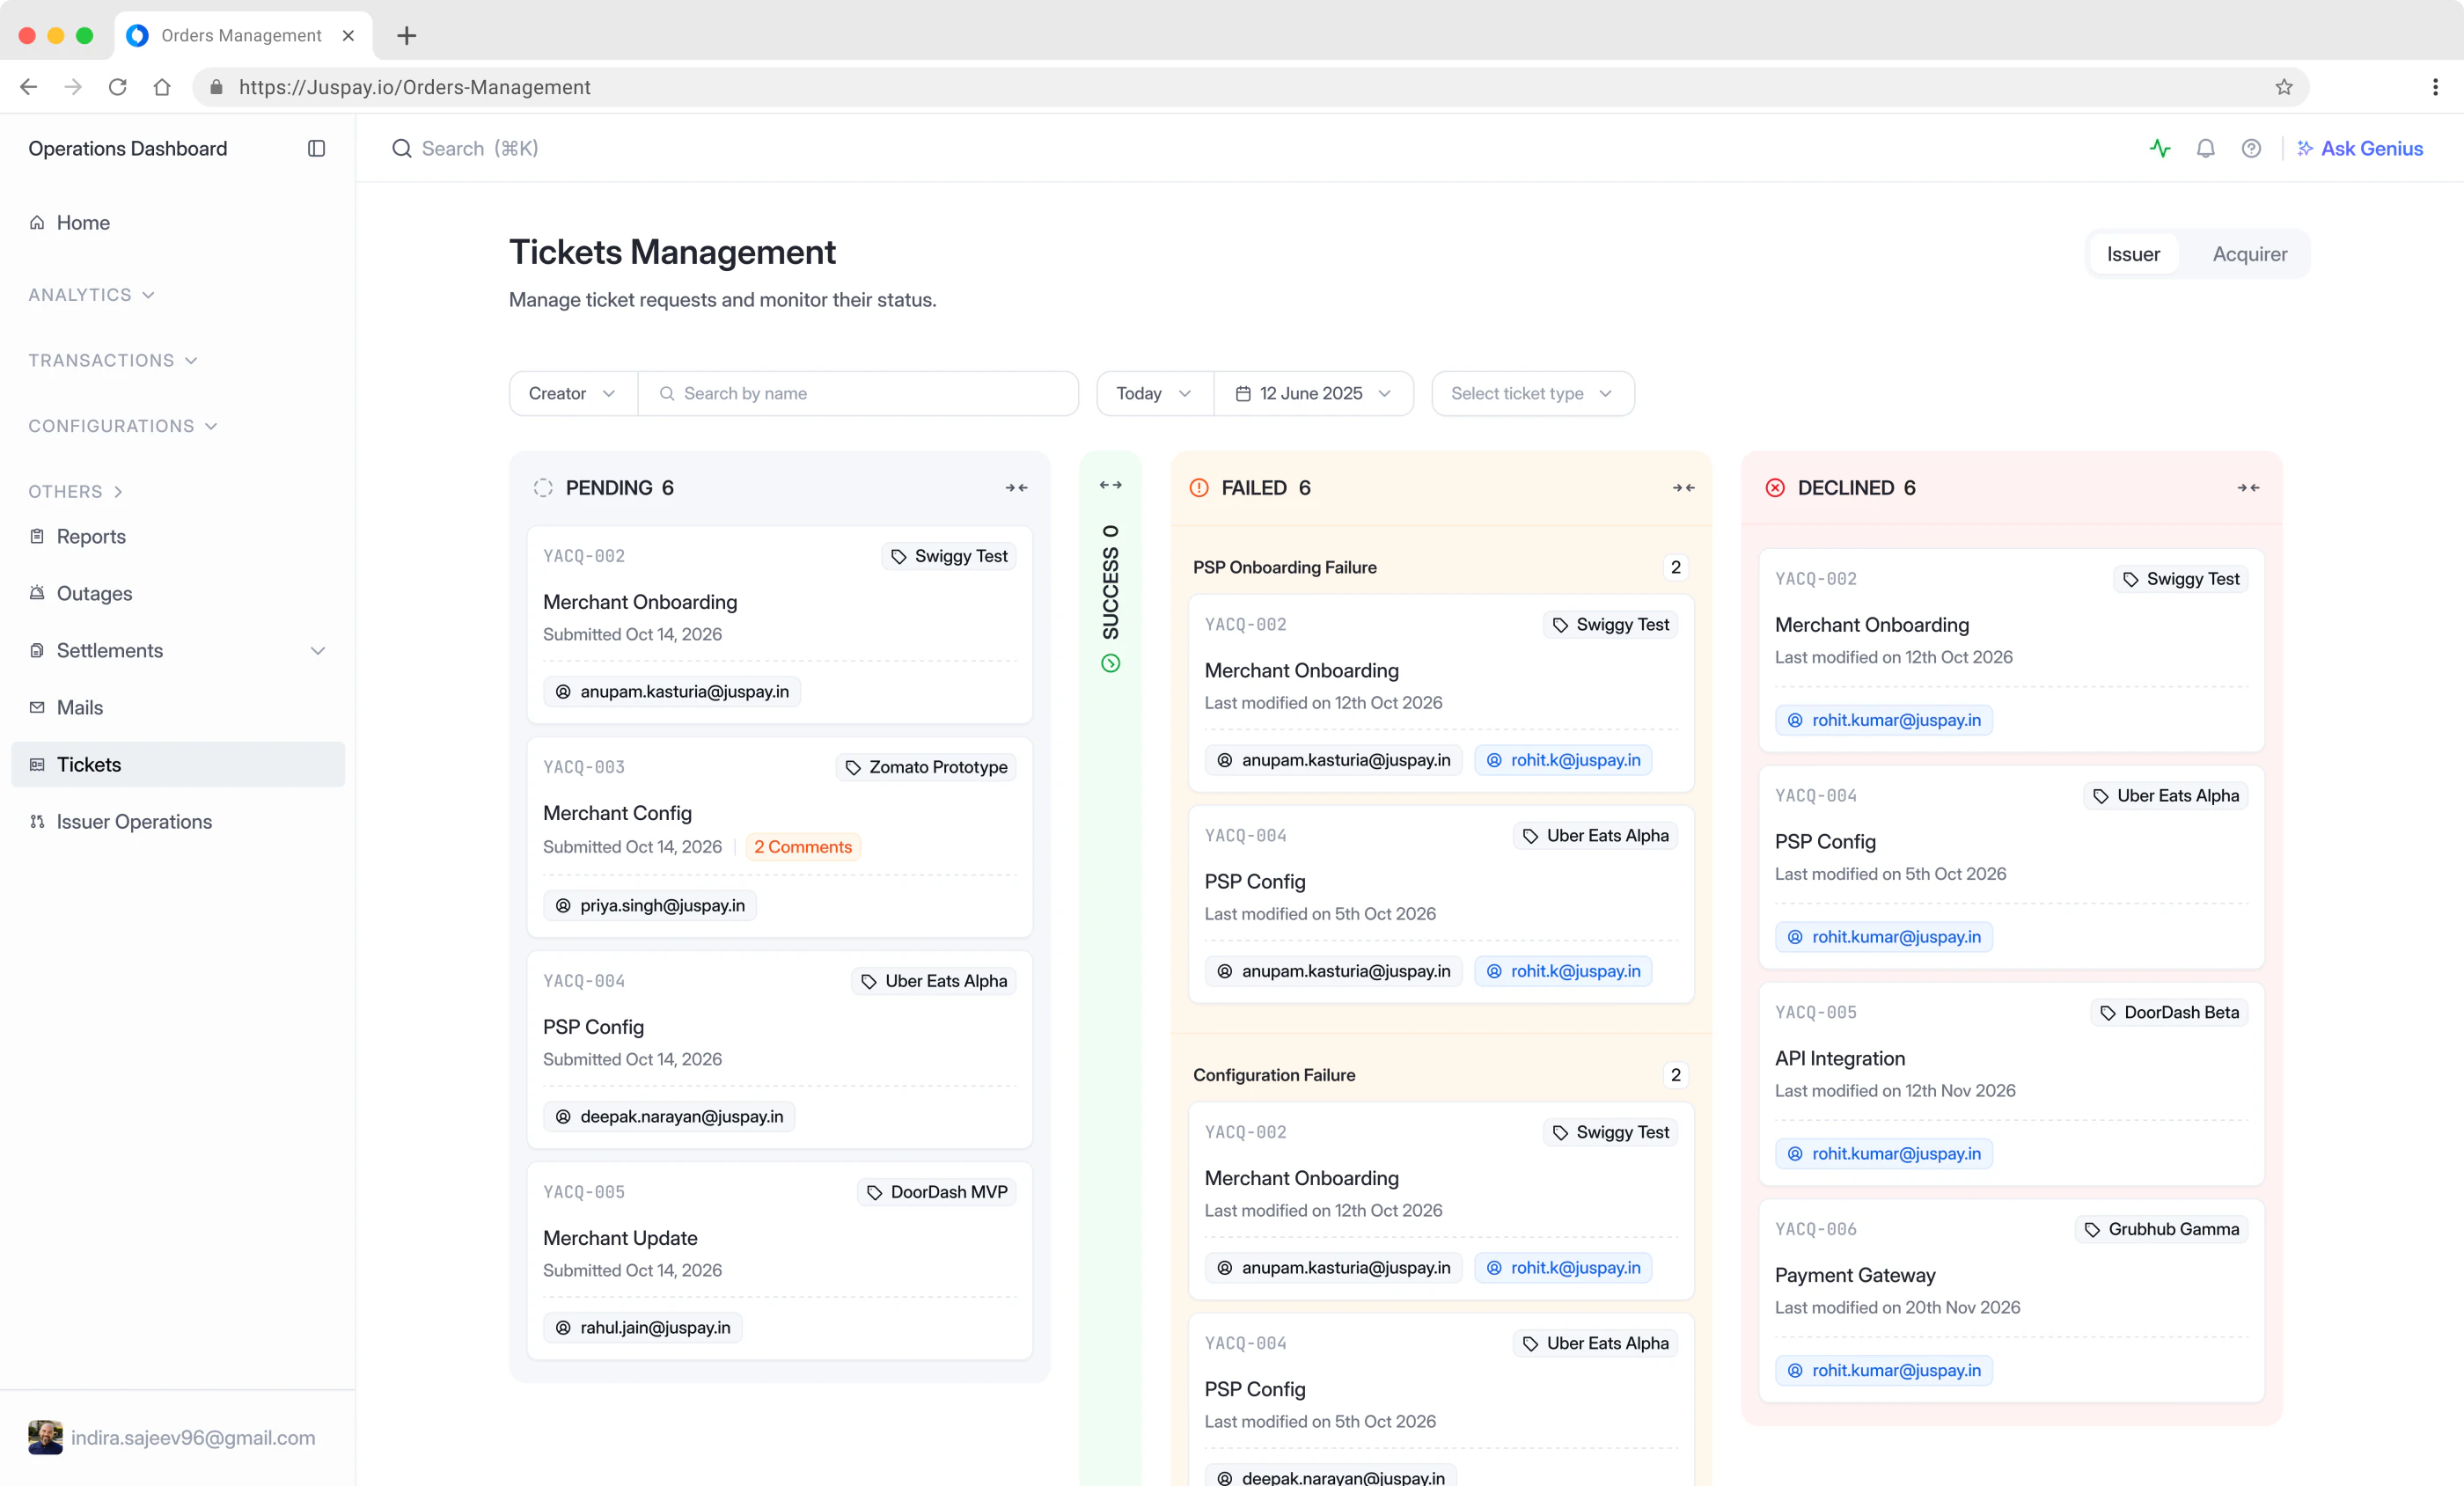 Orders Management
https://Juspay.io/Orders-Management
Operations Dashboard
Search (⌘K)
Ask Genius
Home
ANALYTICS
TRANSACTIONS
CONFIGURATIONS
OTHERS
Reports
Outages
Settlements
Mails
Tickets
Issuer Operations
indira.sajeev96@gmail.com
Tickets Management
Manage ticket requests and monitor their status.
Issuer
Acquirer
Creator
Search by name
Today
12 June 2025
Select ticket type
PENDING 6
YACQ-002
Swiggy Test
Merchant Onboarding
Submitted Oct 14, 2026
anupam.kasturia@juspay.in
YACQ-003
Zomato Prototype
Merchant Config
Submitted Oct 14, 2026
2 Comments
priya.singh@juspay.in
YACQ-004
Uber Eats Alpha
PSP Config
Submitted Oct 14, 2026
deepak.narayan@juspay.in
YACQ-005
DoorDash MVP
Merchant Update
Submitted Oct 14, 2026
rahul.jain@juspay.in
SUCCESS 0
FAILED 6
PSP Onboarding Failure
2
YACQ-002
Swiggy Test
Merchant Onboarding
Last modified on 12th Oct 2026
anupam.kasturia@juspay.in
rohit.k@juspay.in
YACQ-004
Uber Eats Alpha
PSP Config
Last modified on 5th Oct 2026
anupam.kasturia@juspay.in
rohit.k@juspay.in
Configuration Failure
2
YACQ-002
Swiggy Test
Merchant Onboarding
Last modified on 12th Oct 2026
anupam.kasturia@juspay.in
rohit.k@juspay.in
YACQ-004
Uber Eats Alpha
PSP Config
Last modified on 5th Oct 2026
deepak.narayan@juspay.in
DECLINED 6
YACQ-002
Swiggy Test
Merchant Onboarding
Last modified on 12th Oct 2026
rohit.kumar@juspay.in
YACQ-004
Uber Eats Alpha
PSP Config
Last modified on 5th Oct 2026
rohit.kumar@juspay.in
YACQ-005
DoorDash Beta
API Integration
Last modified on 12th Nov 2026
rohit.kumar@juspay.in
YACQ-006
Grubhub Gamma
Payment Gateway
Last modified on 20th Nov 2026
rohit.kumar@juspay.in